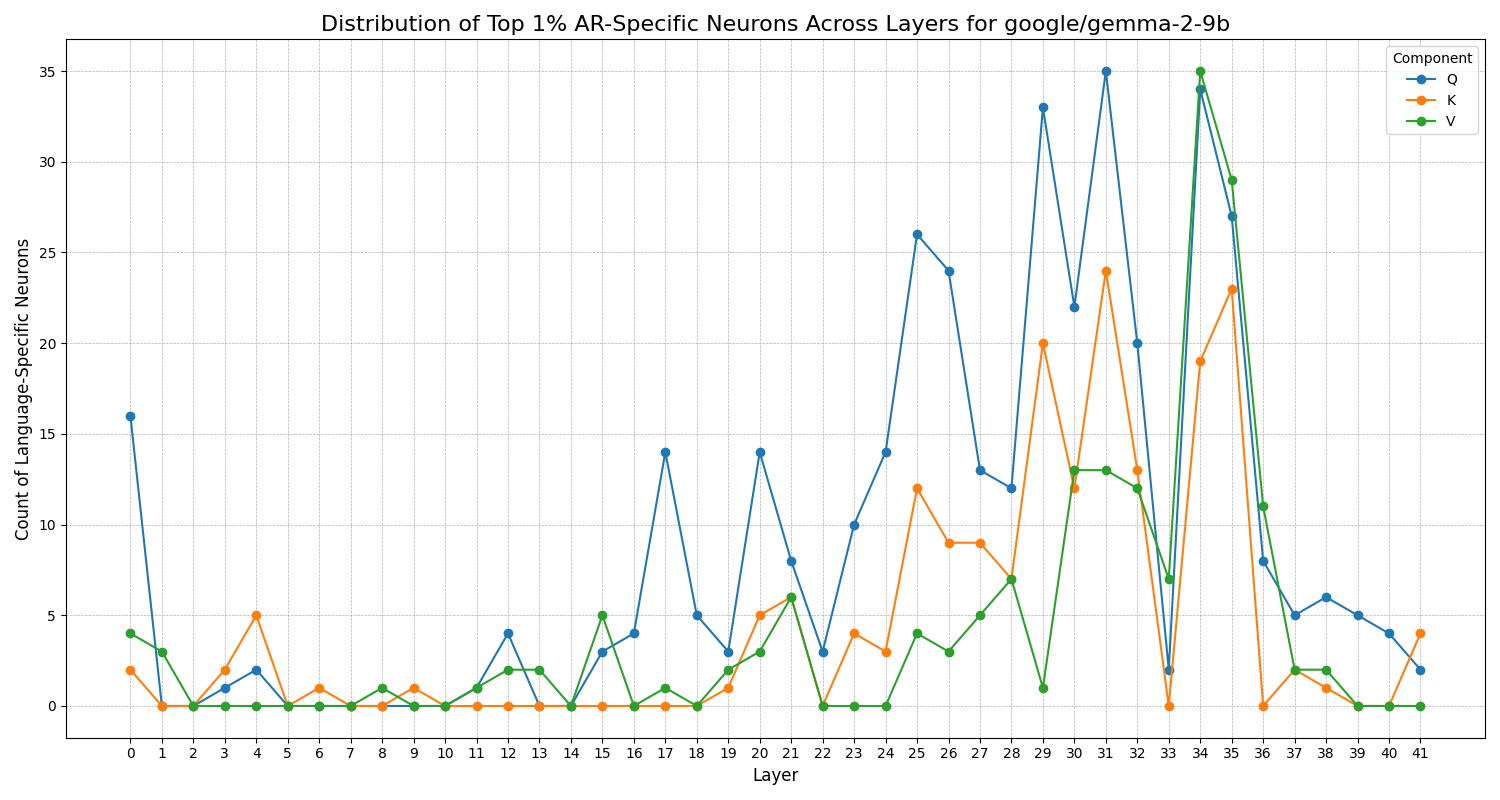 Distribution of Top 1% AR-Specific Neurons Across Layers for google/gemma-2-9b
Component
Q
K
V
Count of Language-Specific Neurons
35
30
25
20
15
10
5
0
0 1 2 3 4 5 6 7 8 9 10 11 12 13 14 15 16 17 18 19 20 21 22 23 24 25 26 27 28 29 30 31 32 33 34 35 36 37 38 39 40 41
Layer